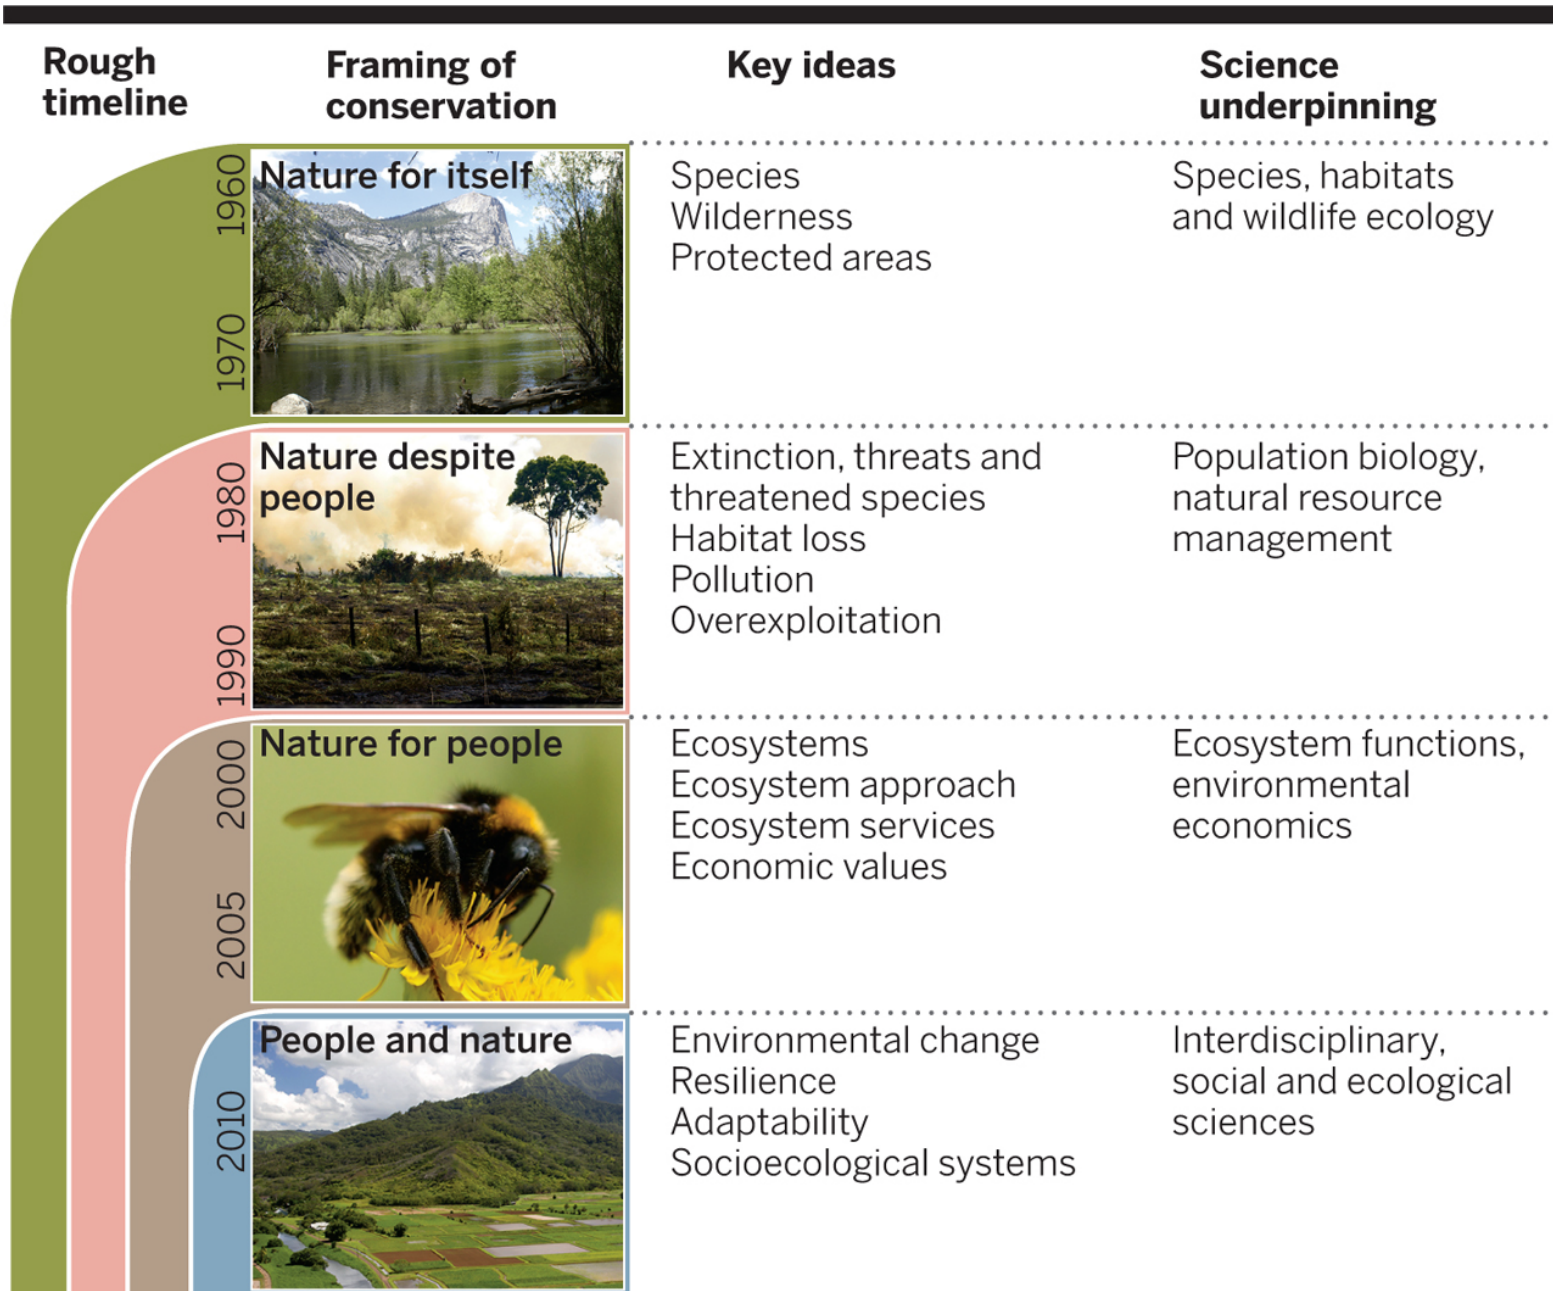 Rough
timeline
Framing of
conservation
Key ideas
Science
underpinning
1960
1970
Nature for itself
Species
Wilderness
Protected areas
Species, habitats
and wildlife ecology
1980
1990
Nature despite
people
Extinction, threats and
threatened species
Habitat loss
Pollution
Overexploitation
Population biology,
natural resource
management
2000
2005
Nature for people
Ecosystems
Ecosystem approach
Ecosystem services
Economic values
Ecosystem functions,
environmental
economics
2010
People and nature
Environmental change
Resilience
Adaptability
Socioecological systems
Interdisciplinary,
social and ecological
sciences